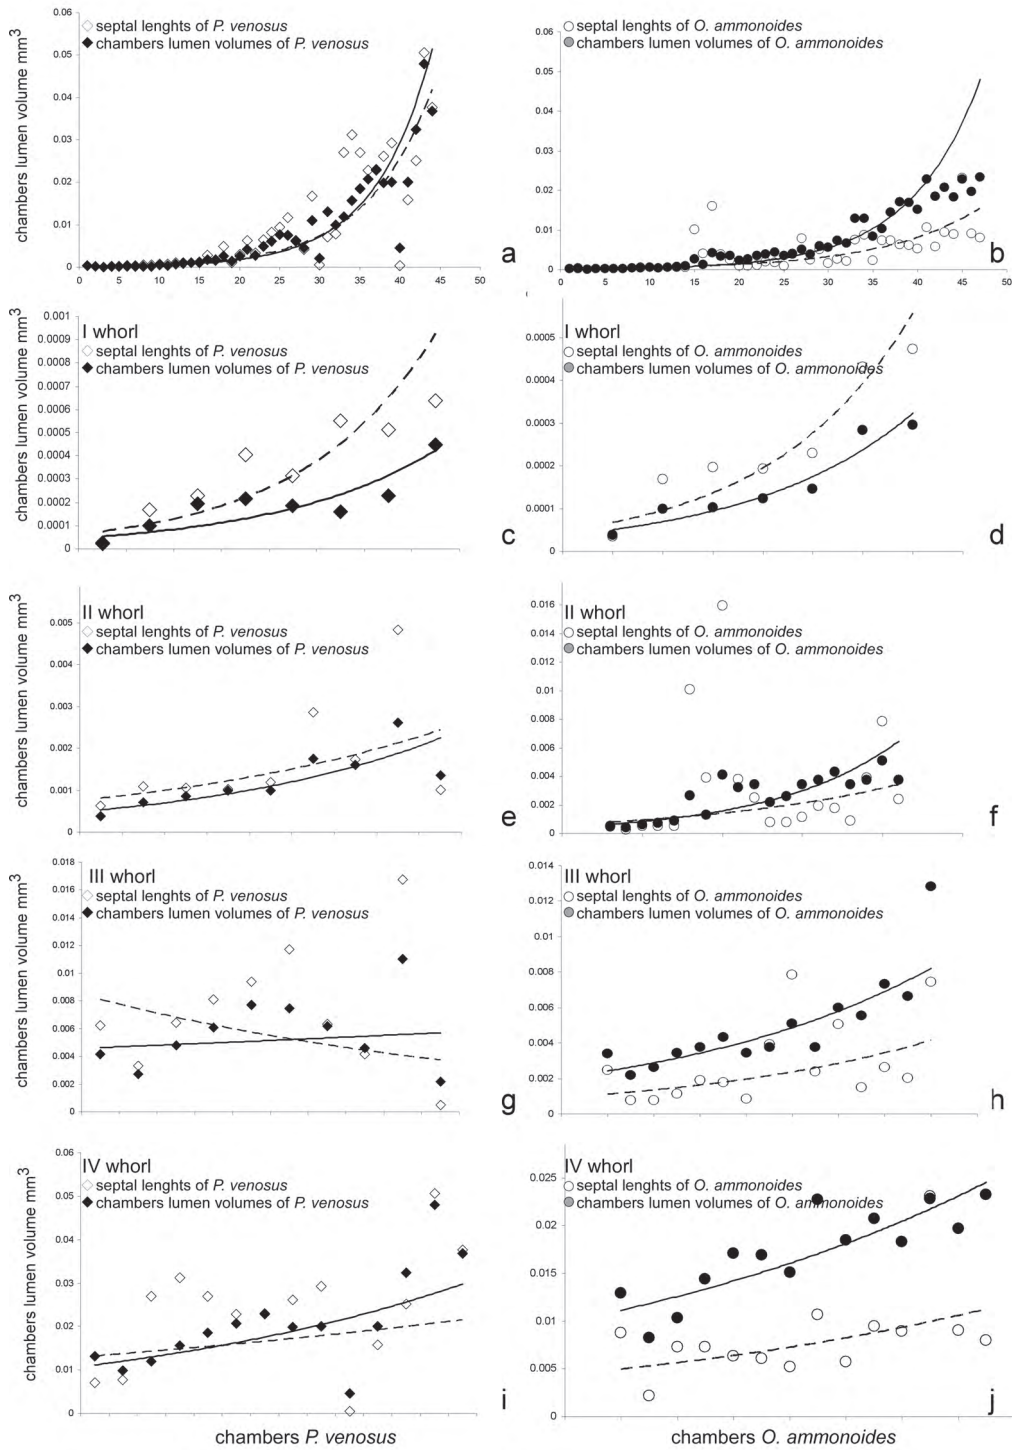 septal lenghts of P. venosus
chambers lumen volumes of P. venosus
chambers lumen volume mm3
0.06
0.05
0.04
0.03
0.02
0.01
0
0 5 10 15 20 25 30 35 40 45 50
a
septal lenghts of O. ammonoides
chambers lumen volumes of O. ammonoides
0.06
0.05
0.04
0.03
0.02
0.01
0
0 5 10 15 20 25 30 35 40 45 50
b
I whorl
septal lenghts of P. venosus
chambers lumen volumes of P. venosus
chambers lumen volume mm3
0.001
0.0009
0.0008
0.0007
0.0006
0.0005
0.0004
0.0003
0.0002
0.0001
0
c
I whorl
septal lenghts of O. ammonoides
chambers lumen volumes of O. ammonoides
0.0005
0.0004
0.0003
0.0002
0.0001
0
d
II whorl
septal lenghts of P. venosus
chambers lumen volumes of P. venosus
chambers lumen volume mm3
0.005
0.004
0.003
0.002
0.001
0
e
II whorl
septal lenghts of O. ammonoides
chambers lumen volumes of O. ammonoides
0.016
0.014
0.012
0.01
0.008
0.006
0.004
0.002
0
f
III whorl
septal lenghts of P. venosus
chambers lumen volumes of P. venosus
chambers lumen volume mm3
0.018
0.016
0.014
0.012
0.01
0.008
0.006
0.004
0.002
0
g
III whorl
septal lenghts of O. ammonoides
chambers lumen volumes of O. ammonoides
0.014
0.012
0.01
0.008
0.006
0.004
0.002
0
h
IV whorl
septal lenghts of P. venosus
chambers lumen volumes of P. venosus
chambers lumen volume mm3
0.06
0.05
0.04
0.03
0.02
0.01
0
i
IV whorl
septal lenghts of O. ammonoides
chambers lumen volumes of O. ammonoides
0.025
0.02
0.015
0.01
0.005
0
j
chambers P. venosus
chambers O. ammonoides